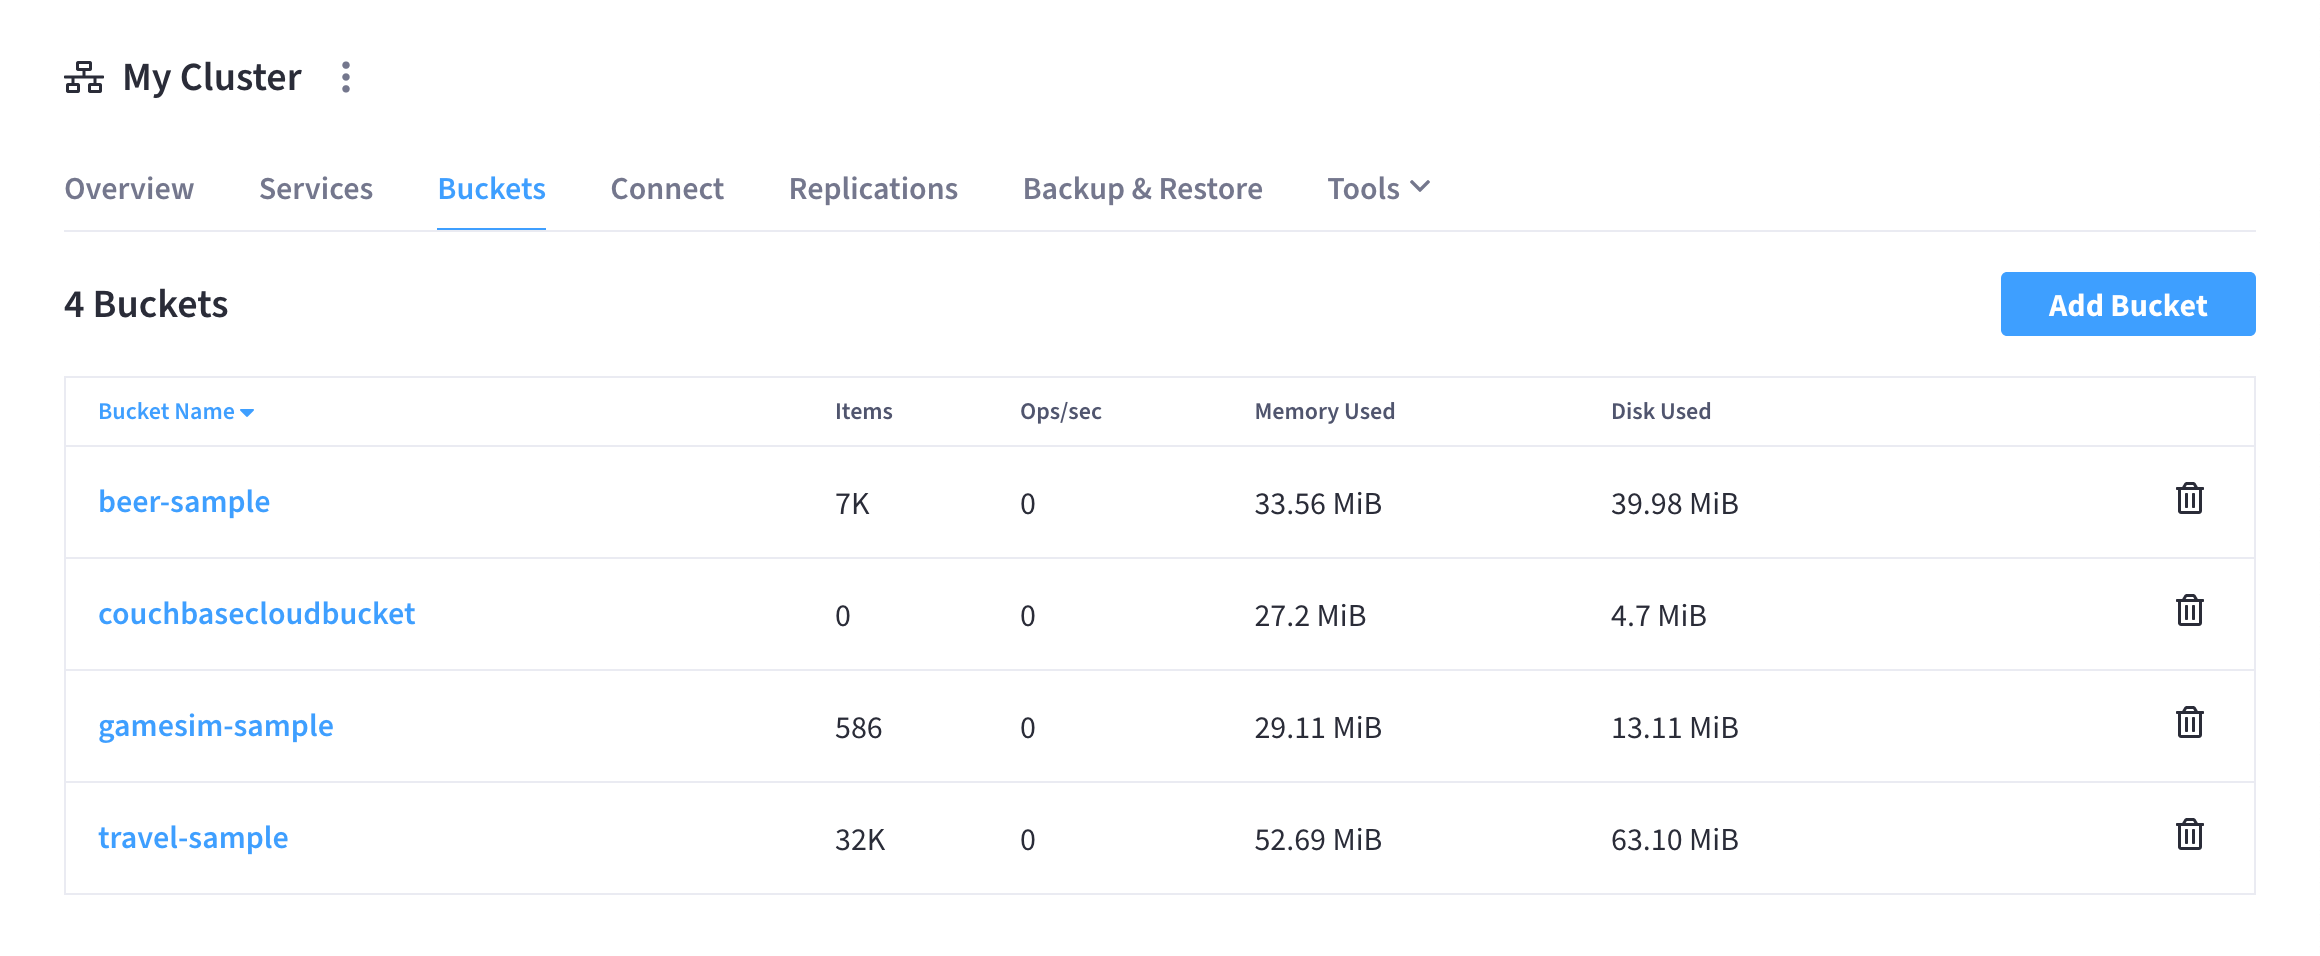 My Cluster
Overview Services Buckets Connect Replications Backup & Restore Tools
4 Buckets
Add Bucket
Bucket Name Items Ops/sec Memory Used Disk Used
beer-sample 7K 0 33.56 MiB 39.98 MiB
couchbasecloudbucket 0 0 27.2 MiB 4.7 MiB
gamesim-sample 586 0 29.11 MiB 13.11 MiB
travel-sample 32K 0 52.69 MiB 63.10 MiB